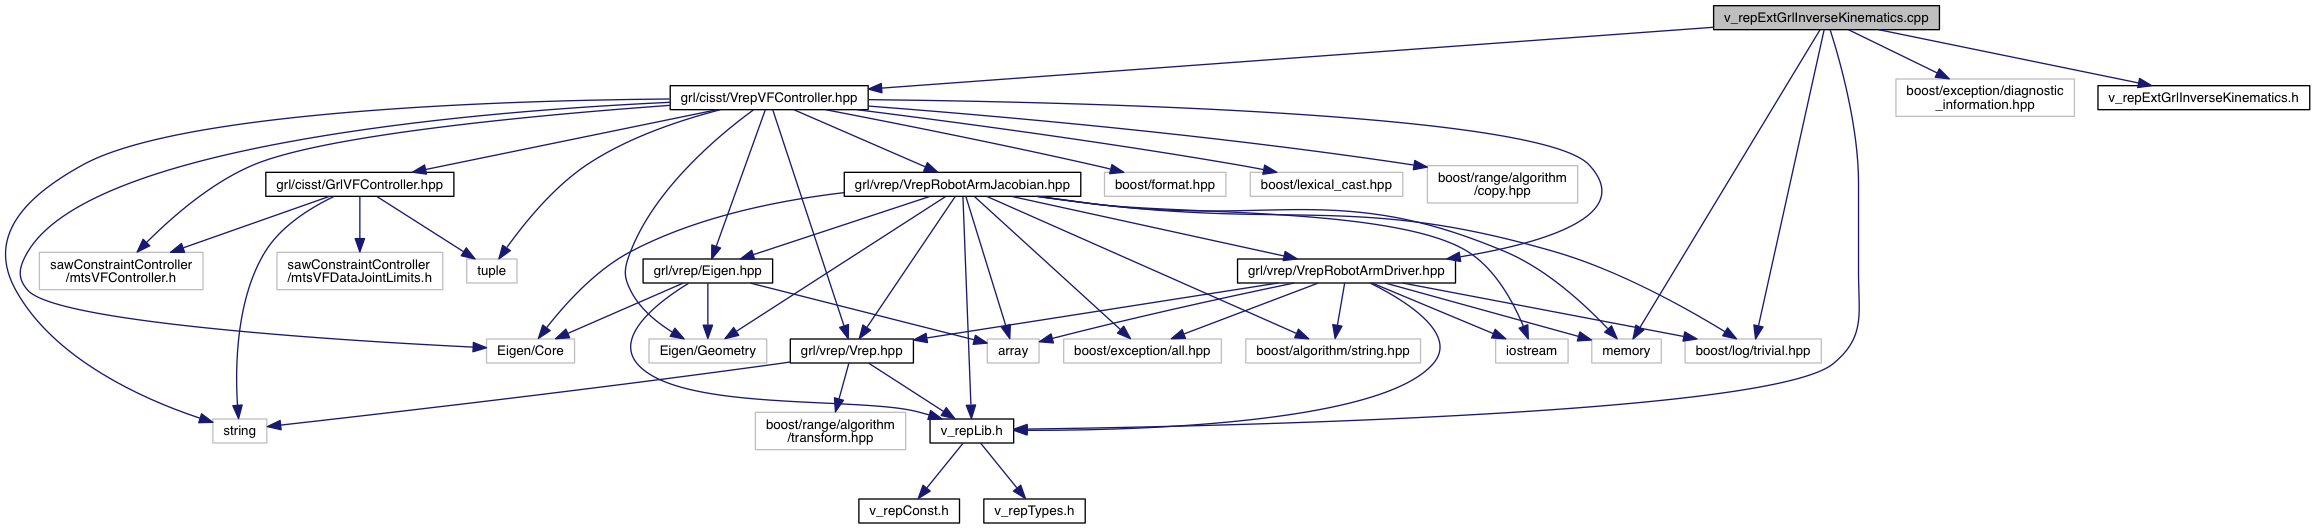 v_repExtGrlInverseKinematics.cpp
grl/cisst/VrepVFController.hpp
boost/exception/diagnostic
_information.hpp
v_repExtGrlInverseKinematics.h
grl/cisst/GrlVFController.hpp
grl/vrep/VrepRobotArmJacobian.hpp
boost/format.hpp
boost/lexical_cast.hpp
boost/range/algorithm
/copy.hpp
sawConstraintController
/mtsVFController.h
sawConstraintController
/mtsVFDataJointLimits.h
tuple
grl/vrep/Eigen.hpp
grl/vrep/VrepRobotArmDriver.hpp
Eigen/Core
Eigen/Geometry
grl/vrep/Vrep.hpp
array
boost/exception/all.hpp
boost/algorithm/string.hpp
iostream
memory
boost/log/trivial.hpp
string
boost/range/algorithm
/transform.hpp
v_repLib.h
v_repConst.h
v_repTypes.h